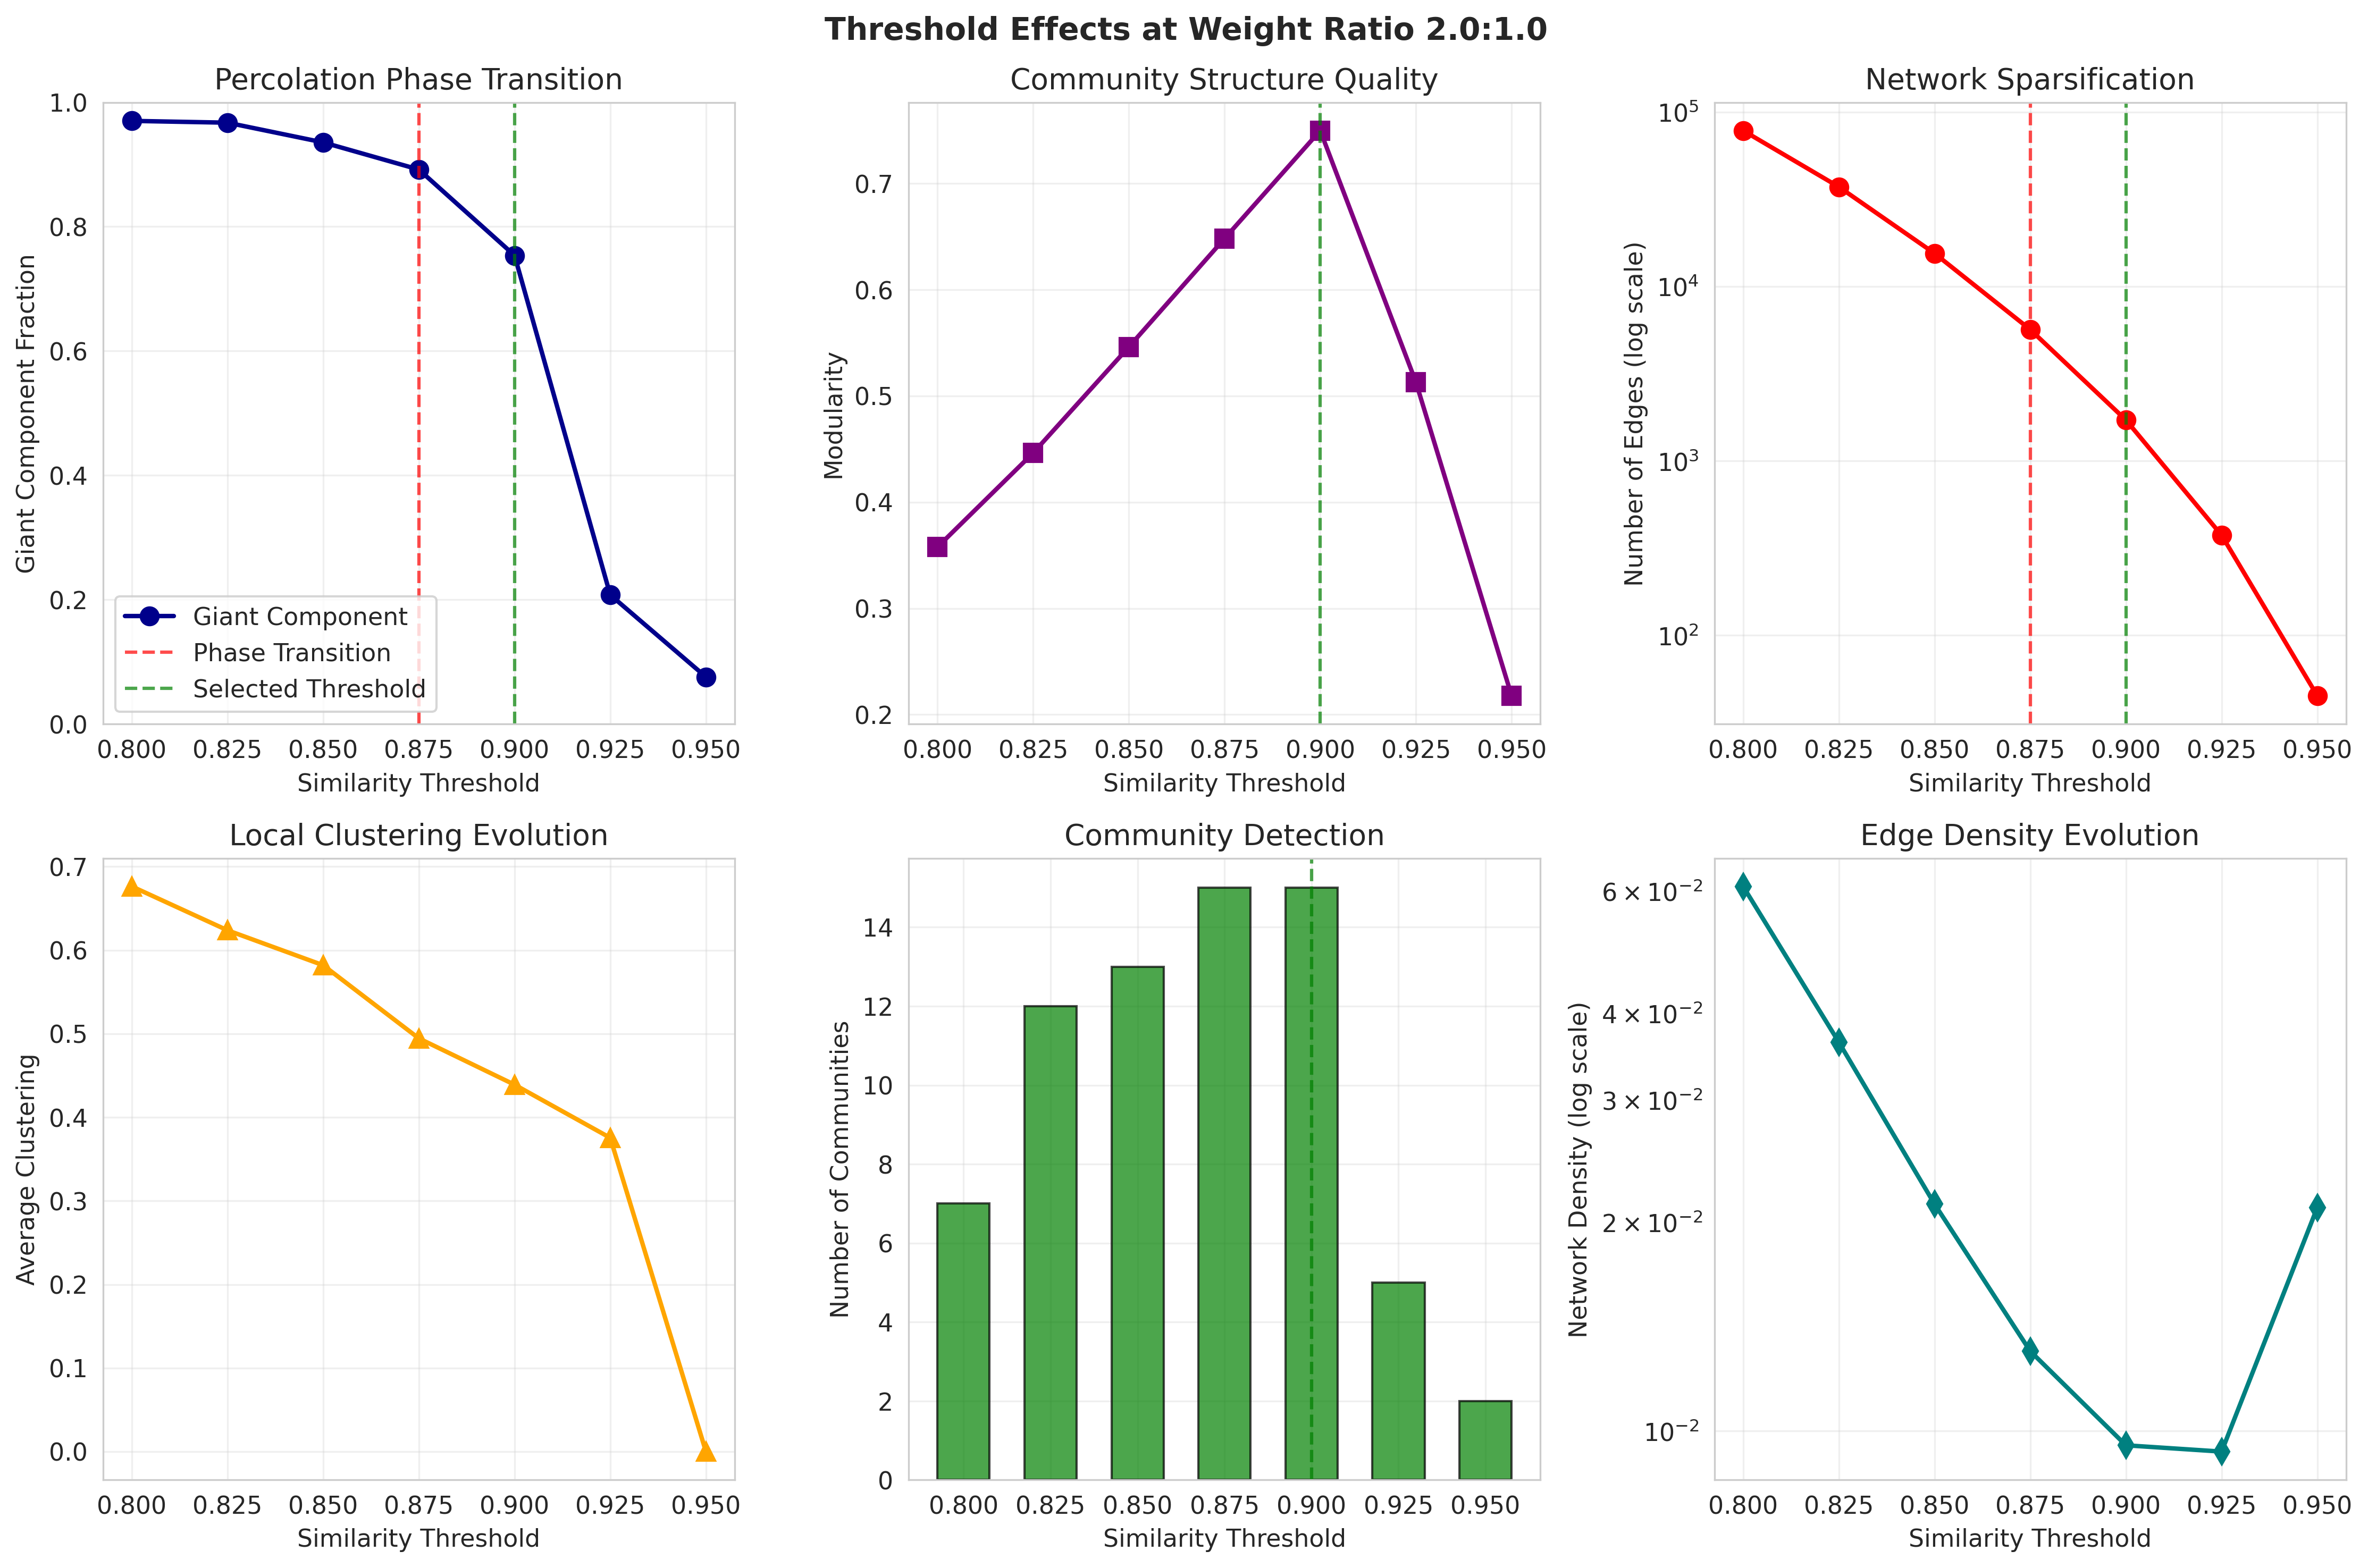 Threshold Effects at Weight Ratio 2.0:1.0
Percolation Phase Transition
1.0
0.8
0.6
0.4
0.2
0.0
Giant Component Fraction
Giant Component
Phase Transition
Selected Threshold
0.800 0.825 0.850 0.875 0.900 0.925 0.950
Similarity Threshold
Community Structure Quality
0.7
0.6
0.5
0.4
0.3
0.2
Modularity
0.800 0.825 0.850 0.875 0.900 0.925 0.950
Similarity Threshold
Network Sparsification
10⁵
10⁴
10³
10²
Number of Edges (log scale)
0.800 0.825 0.850 0.875 0.900 0.925 0.950
Similarity Threshold
Local Clustering Evolution
0.7
0.6
0.5
0.4
0.3
0.2
0.1
0.0
Average Clustering
0.800 0.825 0.850 0.875 0.900 0.925 0.950
Similarity Threshold
Community Detection
14
12
10
8
6
4
2
0
Number of Communities
0.800 0.825 0.850 0.875 0.900 0.925 0.950
Similarity Threshold
Edge Density Evolution
6 × 10⁻²
4 × 10⁻²
3 × 10⁻²
2 × 10⁻²
10⁻²
Network Density (log scale)
0.800 0.825 0.850 0.875 0.900 0.925 0.950
Similarity Threshold